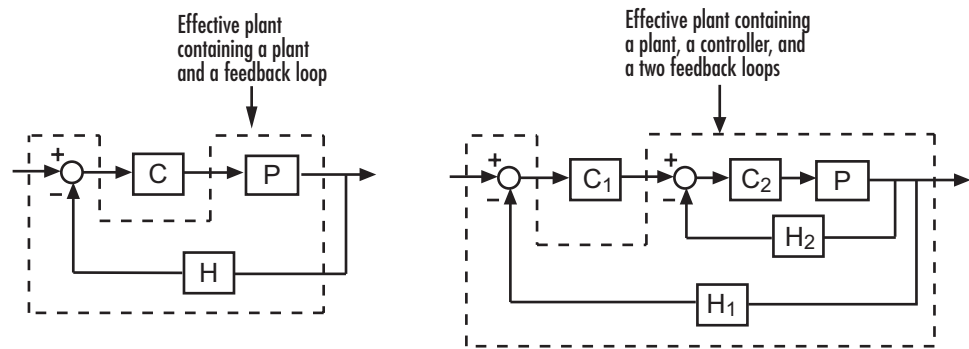 Effective plant
containing a plant
and a feedback loop
Effective plant containing
a plant, a controller, and
a two feedback loops
+
−
C
P
H
+
−
C₁
+
−
C₂
P
H₂
H₁